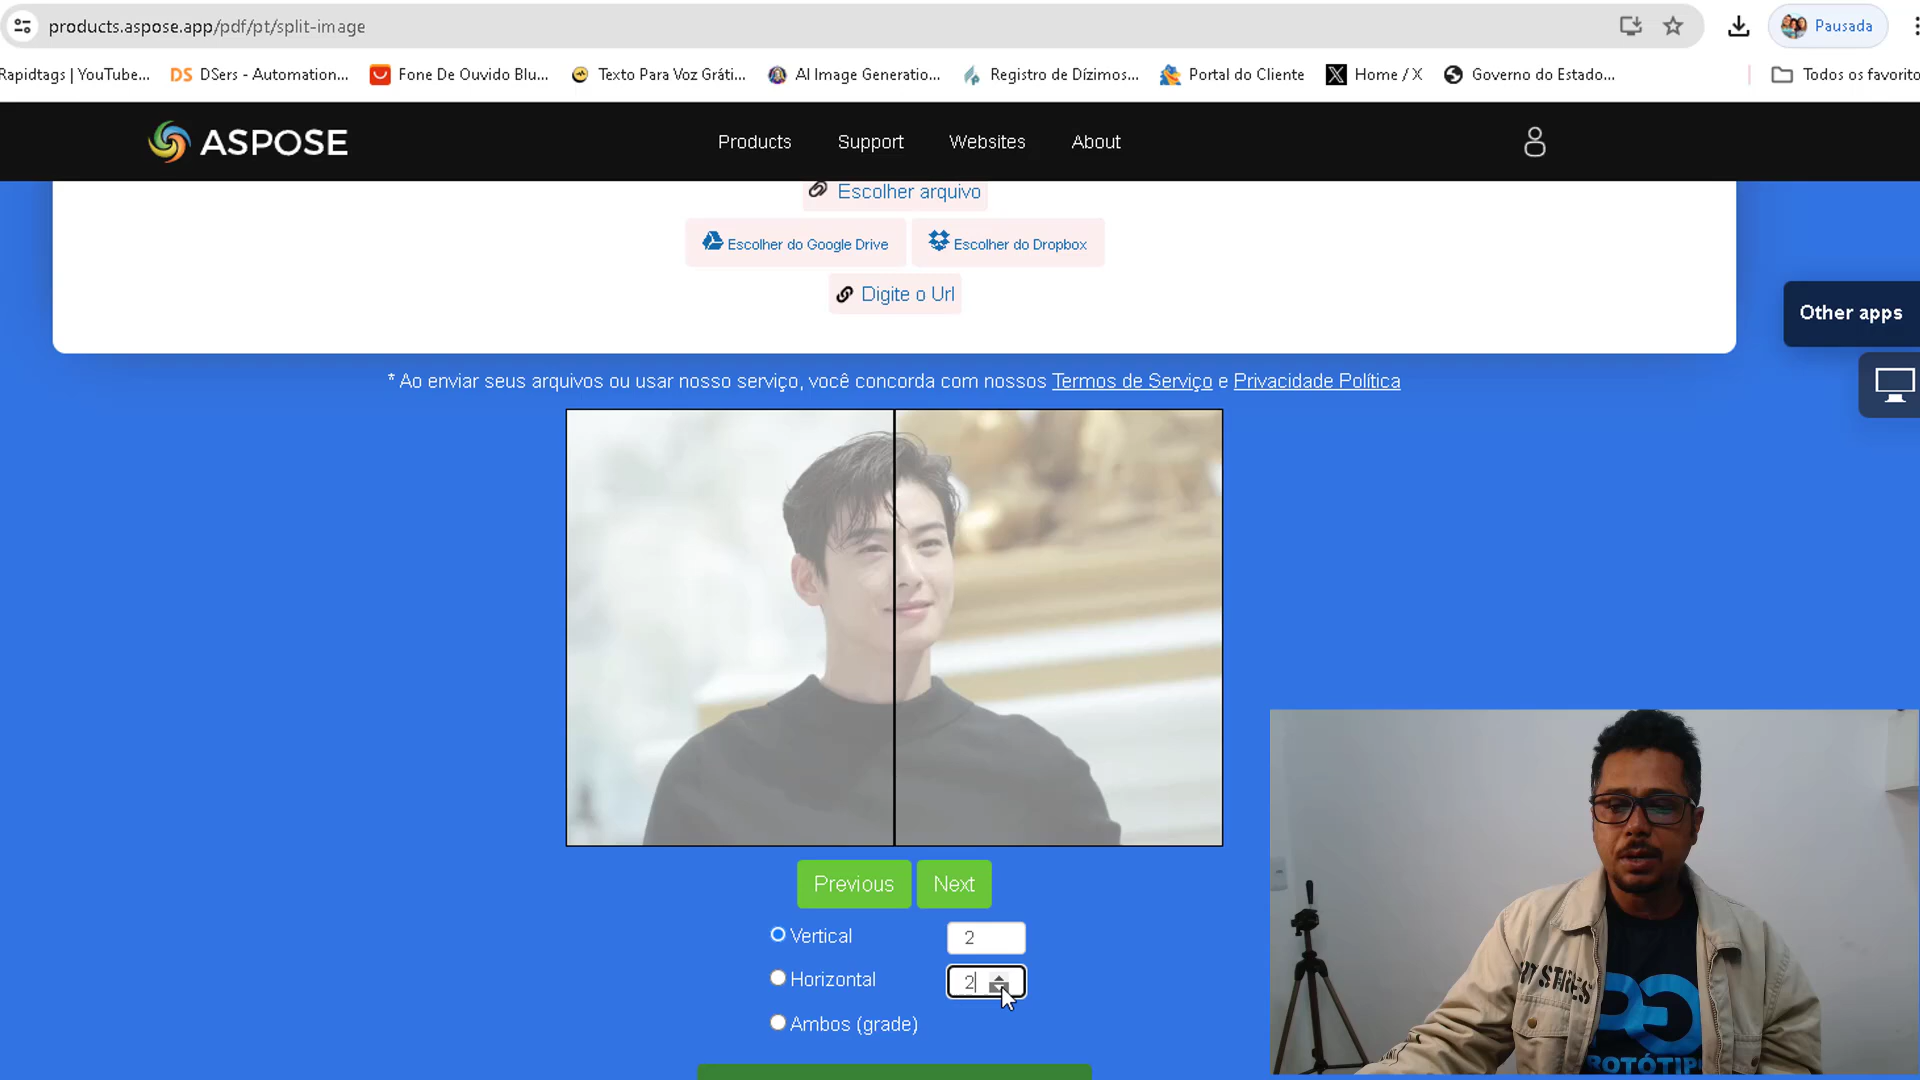 products.aspose.app/pdf/pt/split-image
Pausada
Rapidtags | YouTube...
DSers - Automation...
Fone De Ouvido Blu...
Texto Para Voz Gráti...
AI Image Generatio...
Registro de Dízimos...
Portal do Cliente
Home / X
Governo do Estado...
Todos os favorito
ASPOSE
Products
Support
Websites
About
Escolher arquivo
Escolher do Google Drive
Escolher do Dropbox
Digite o Url
Other apps
* Ao enviar seus arquivos ou usar nosso serviço, você concorda com nossos Termos de Serviço e Privacidade Política
Previous
Next
Vertical
2
Horizontal
2
Ambos (grade)